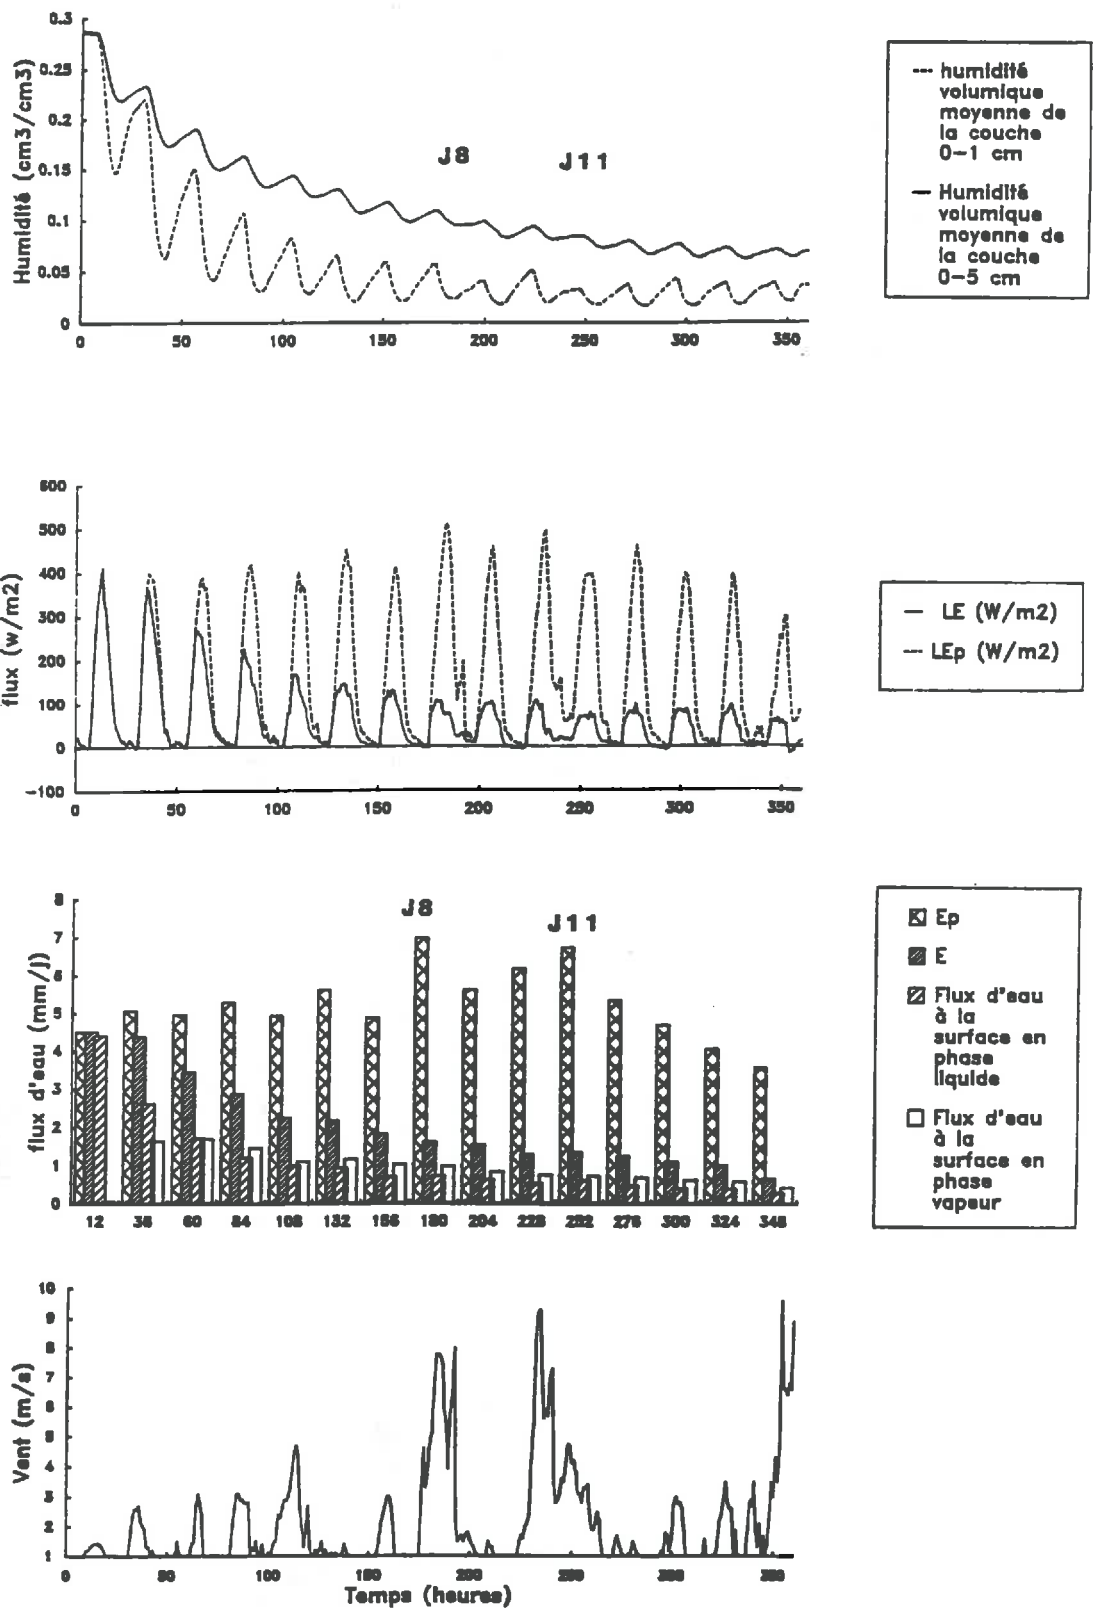 0.3
0.25
0.2
0.15
0.1
0.05
0
Humidité (cm3/cm3)
J8
J11
0 50 100 150 200 250 300 350
humidité
volumique
moyenne de
la couche
0-1 cm
Humidité
volumique
moyenne de
la couche
0-5 cm
600
500
400
300
200
100
0
-100
flux (w/m2)
0 50 100 150 200 250 300 350
LE (W/m2)
LEp (W/m2)
8
7
6
5
4
3
2
1
0
flux d'eau (mm/j)
J8
J11
12 36 60 84 108 132 156 180 204 228 252 276 300 324 348
Ep
E
Flux d'eau
à la
surface en
phase
liquide
Flux d'eau
à la
surface en
phase
vapeur
10
9
8
7
6
5
4
3
2
1
Vent (m/s)
0 50 100 150 200 250 300 350
Temps (heures)